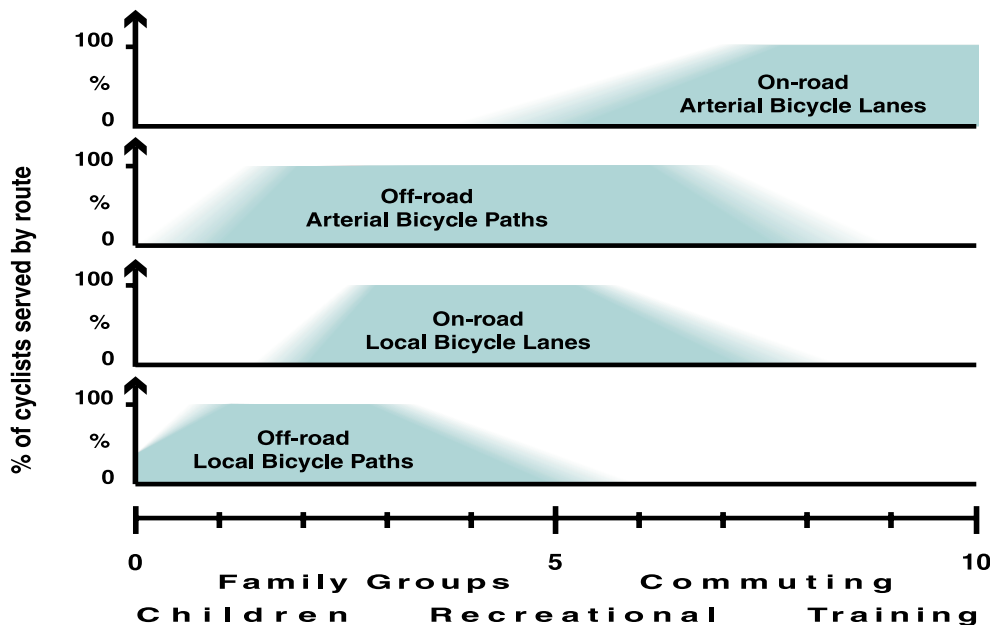 % of cyclists served by route
100
%
0
On-road
Arterial Bicycle Lanes
100
%
0
Off-road
Arterial Bicycle Paths
100
%
0
On-road
Local Bicycle Lanes
100
%
0
Off-road
Local Bicycle Paths
0 5 10
Family Groups Commuting
Children Recreational Training